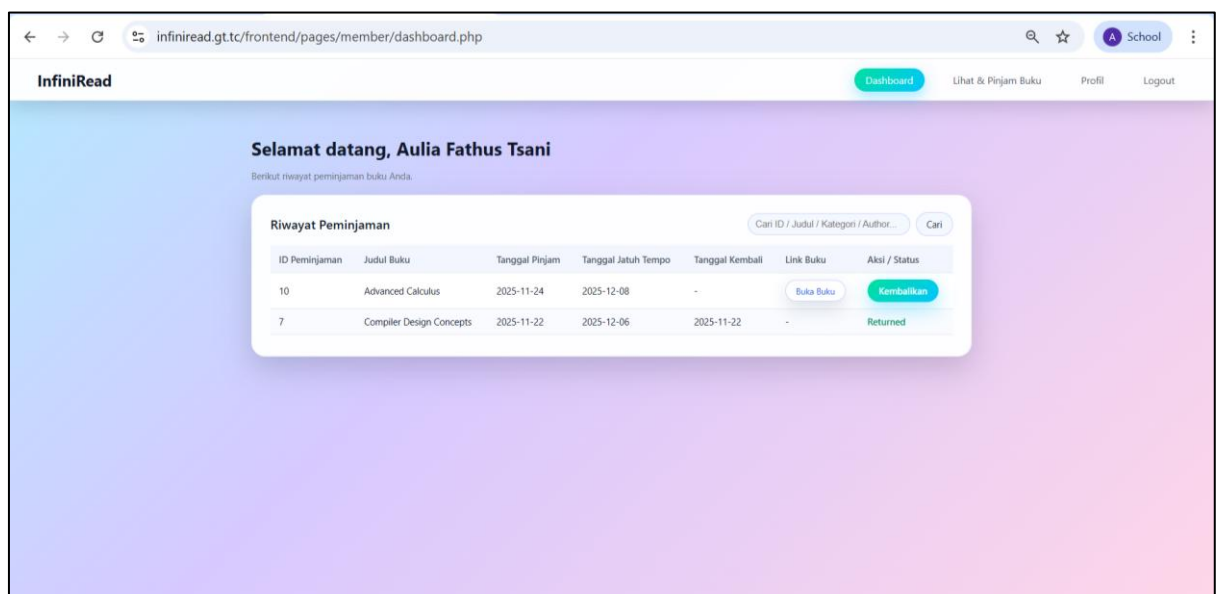 infiniread.gt.tc/frontend/pages/member/dashboard.php A School
InfiniRead Dashboard Lihat & Pinjam Buku Profil Logout
Selamat datang, Aulia Fathus Tsani
Berikut riwayat peminjaman buku Anda.
Riwayat Peminjaman Cari ID / Judul / Kategori / Author... Cari
ID Peminjaman Judul Buku Tanggal Pinjam Tanggal Jatuh Tempo Tanggal Kembali Link Buku Aksi / Status
10 Advanced Calculus 2025-11-24 2025-12-08 - Buka Buku Kembalikan
7 Compiler Design Concepts 2025-11-22 2025-12-06 2025-11-22 - Returned